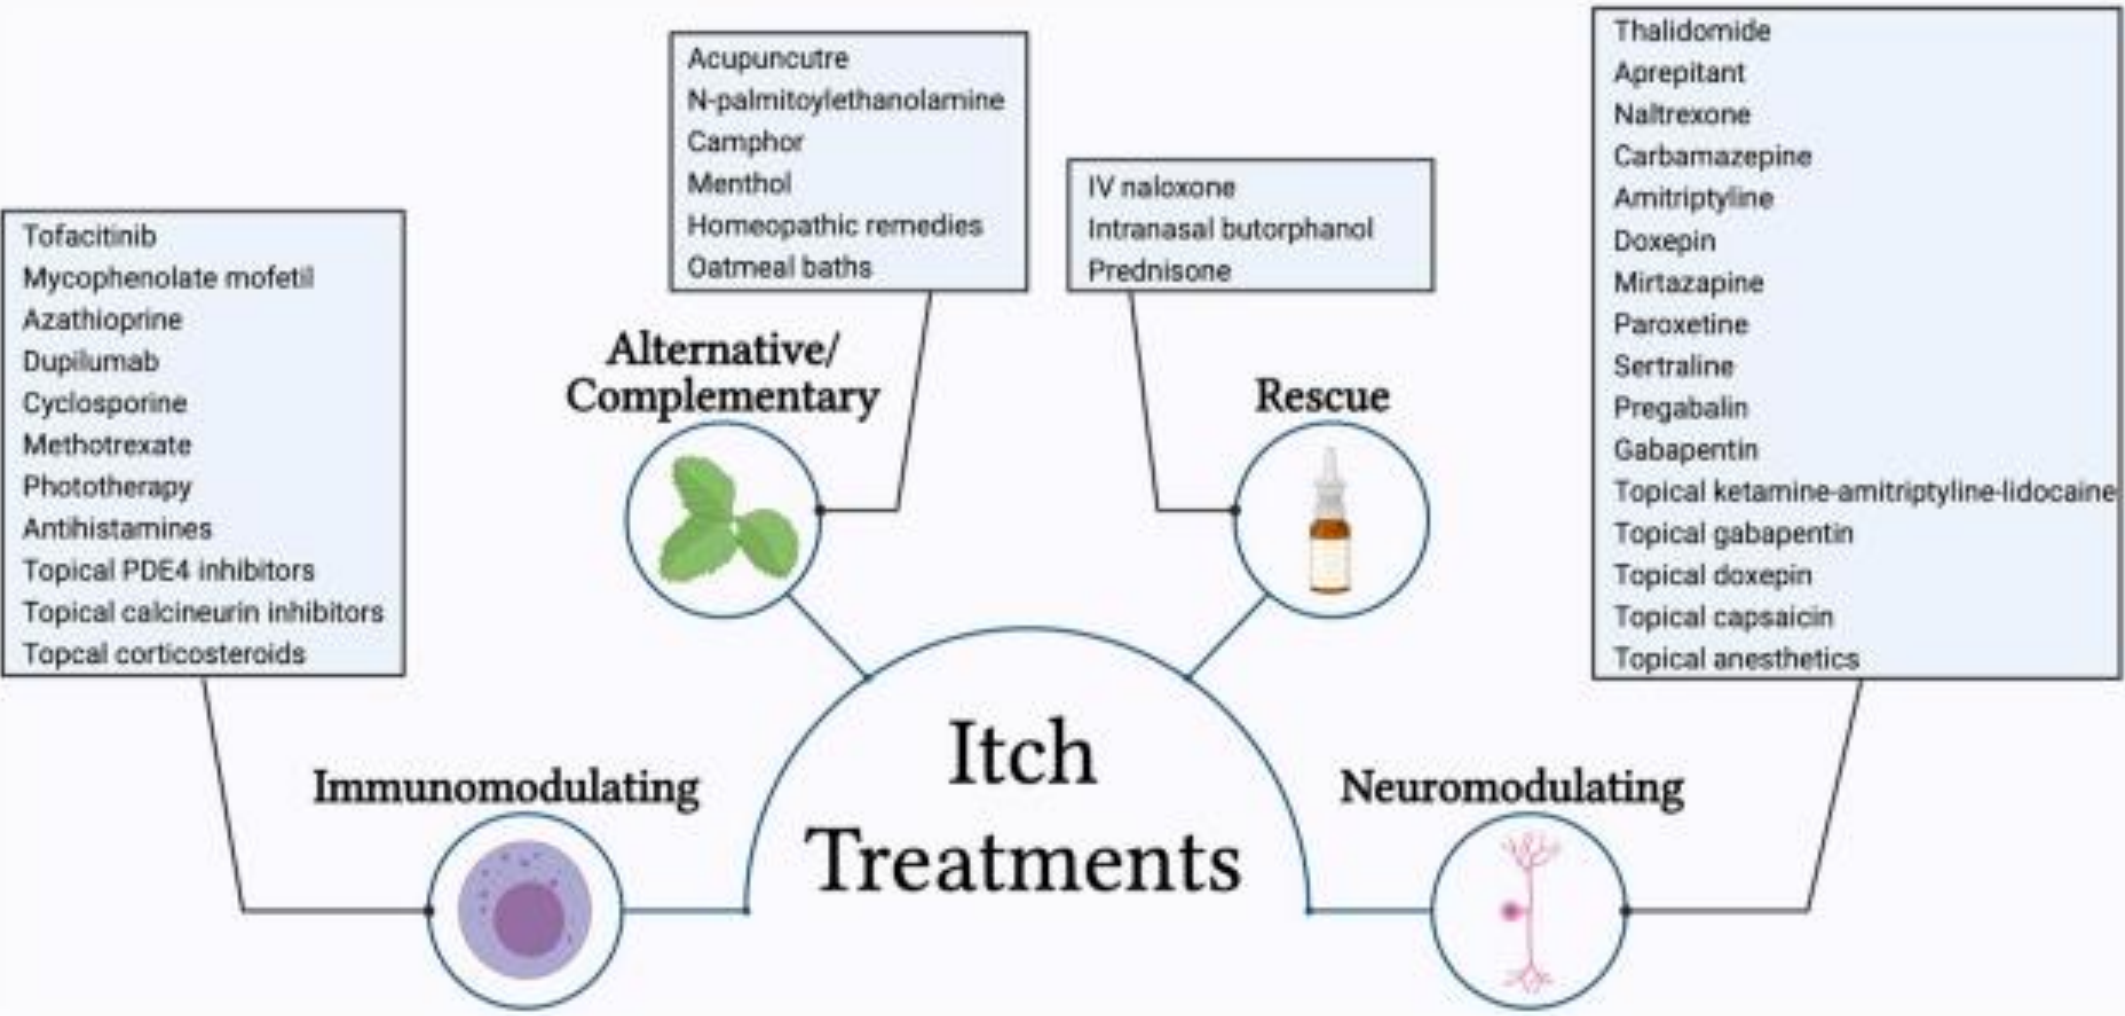 Thalidomide
Aprepitant
Naltrexone
Carbamazepine
Amitriptyline
Doxepin
Mirtazapine
Paroxetine
Sertraline
Pregabalin
Gabapentin
Topical ketamine-amitriptyline-lidocaine
Topical gabapentin
Topical doxepin
Topical capsaicin
Topical anesthetics
Acupuncutre
N-palmitoylethanolamine
Camphor
Menthol
Homeopathic remedies
Oatmeal baths
IV naloxone
Intranasal butorphanol
Prednisone
Tofacitinib
Mycophenolate mofetil
Azathioprine
Dupilumab
Cyclosporine
Methotrexate
Phototherapy
Antihistamines
Topical PDE4 inhibitors
Topical calcineurin inhibitors
Topcal corticosteroids
Alternative/
Complementary
Rescue
Immunomodulating
Neuromodulating
Itch
Treatments